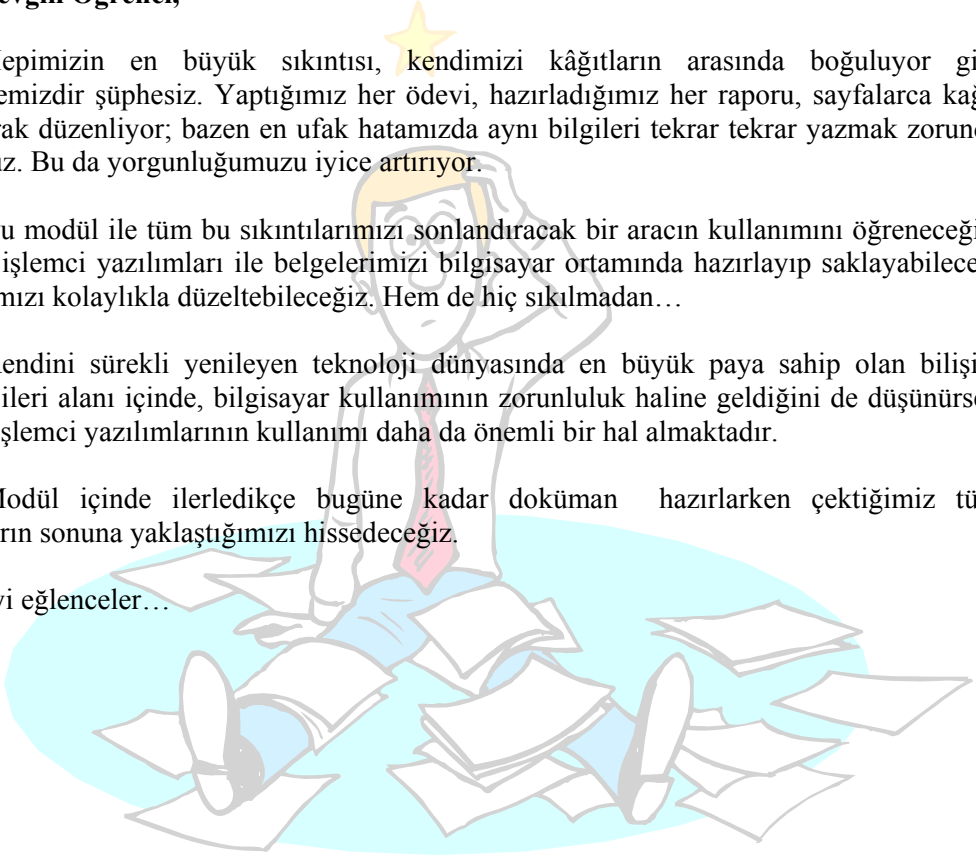 evgili Öğrenci,
epimizin en büyük sıkıntısı, kendimizi kâğıtların arasında boğuluyor gi
emizdir şüphesiz. Yaptığımız her ödevi, hazırladığımız her raporu, sayfalarca kağ
rak düzenliyor; bazen en ufak hatamızda aynı bilgileri tekrar tekrar yazmak zorund
ız. Bu da yorgunluğumuzu iyice artırıyor.
u modül ile tüm bu sıkıntılarımızı sonlandıracak bir aracın kullanımını öğreneceği
işlemci yazılımları ile belgelerimizi bilgisayar ortamında hazırlayıp saklayabilece
mızı kolaylıkla düzeltebileceğiz. Hem de hiç sıkılmadan…
endini sürekli yenileyen teknoloji dünyasında en büyük paya sahip olan bilişi
ileri alanı içinde, bilgisayar kullanımının zorunluluk haline geldiğini de düşünürs
işlemci yazılımlarının kullanımı daha da önemli bir hal almaktadır.
Modül içinde ilerledikçe bugüne kadar doküman hazırlarken çektiğimiz tü
rın sonuna yaklaştığımızı hissedeceğiz.
yi eğlenceler…